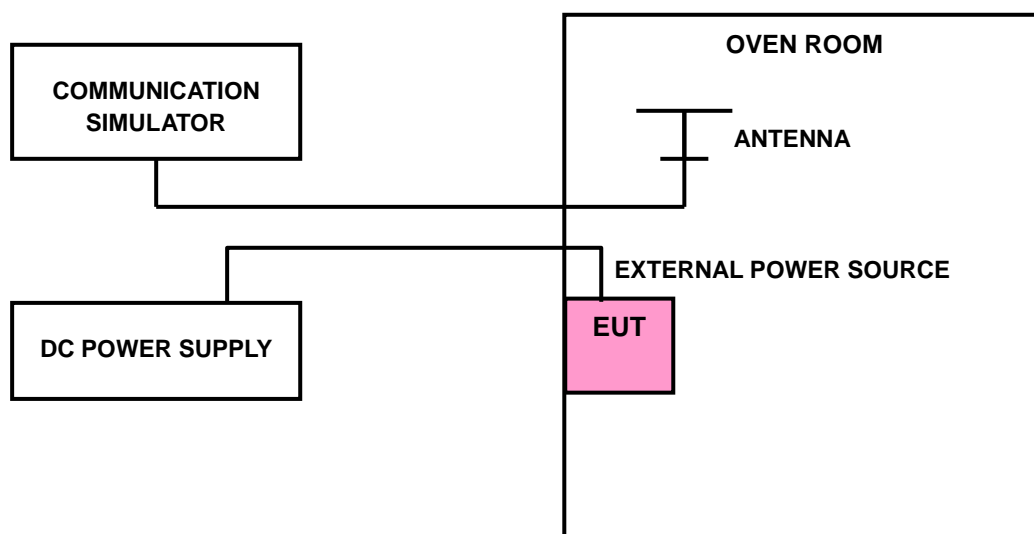 OVEN ROOM
COMMUNICATION
SIMULATOR
ANTENNA
EXTERNAL POWER SOURCE
EUT
DC POWER SUPPLY